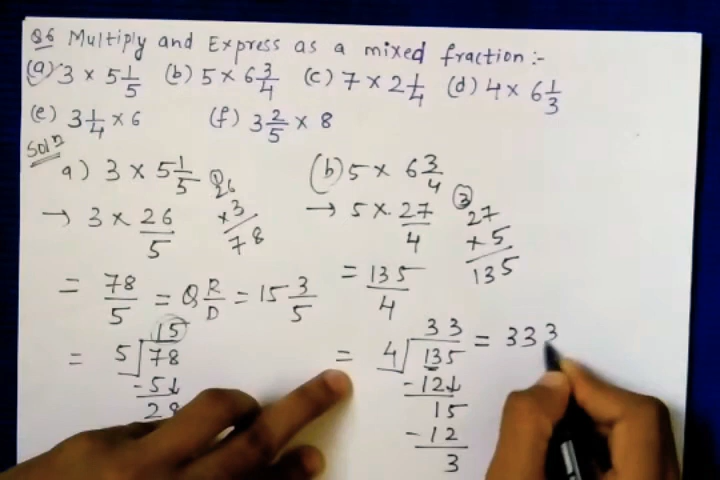 Q6 Multiply and Express as a mixed fraction :-
(a) 3 × 5 1/5 (b) 5 × 6 3/4 (c) 7 × 2 1/4 (d) 4 × 6 1/3
(e) 3 1/4 × 6 (f) 3 2/5 × 8
Solⁿ
a) 3 × 5 1/5
→ 3 × 26/5
① 26
×3
78
= 78/5 = Q R/D = 15 3/5
15
= 5 78
-5↓
28
(b) 5 × 6 3/4
→ 5 × 27/4
③ 27
×5
135
= 135/4
33
= 4 135 = 33 3
-12↓
15
-12
3